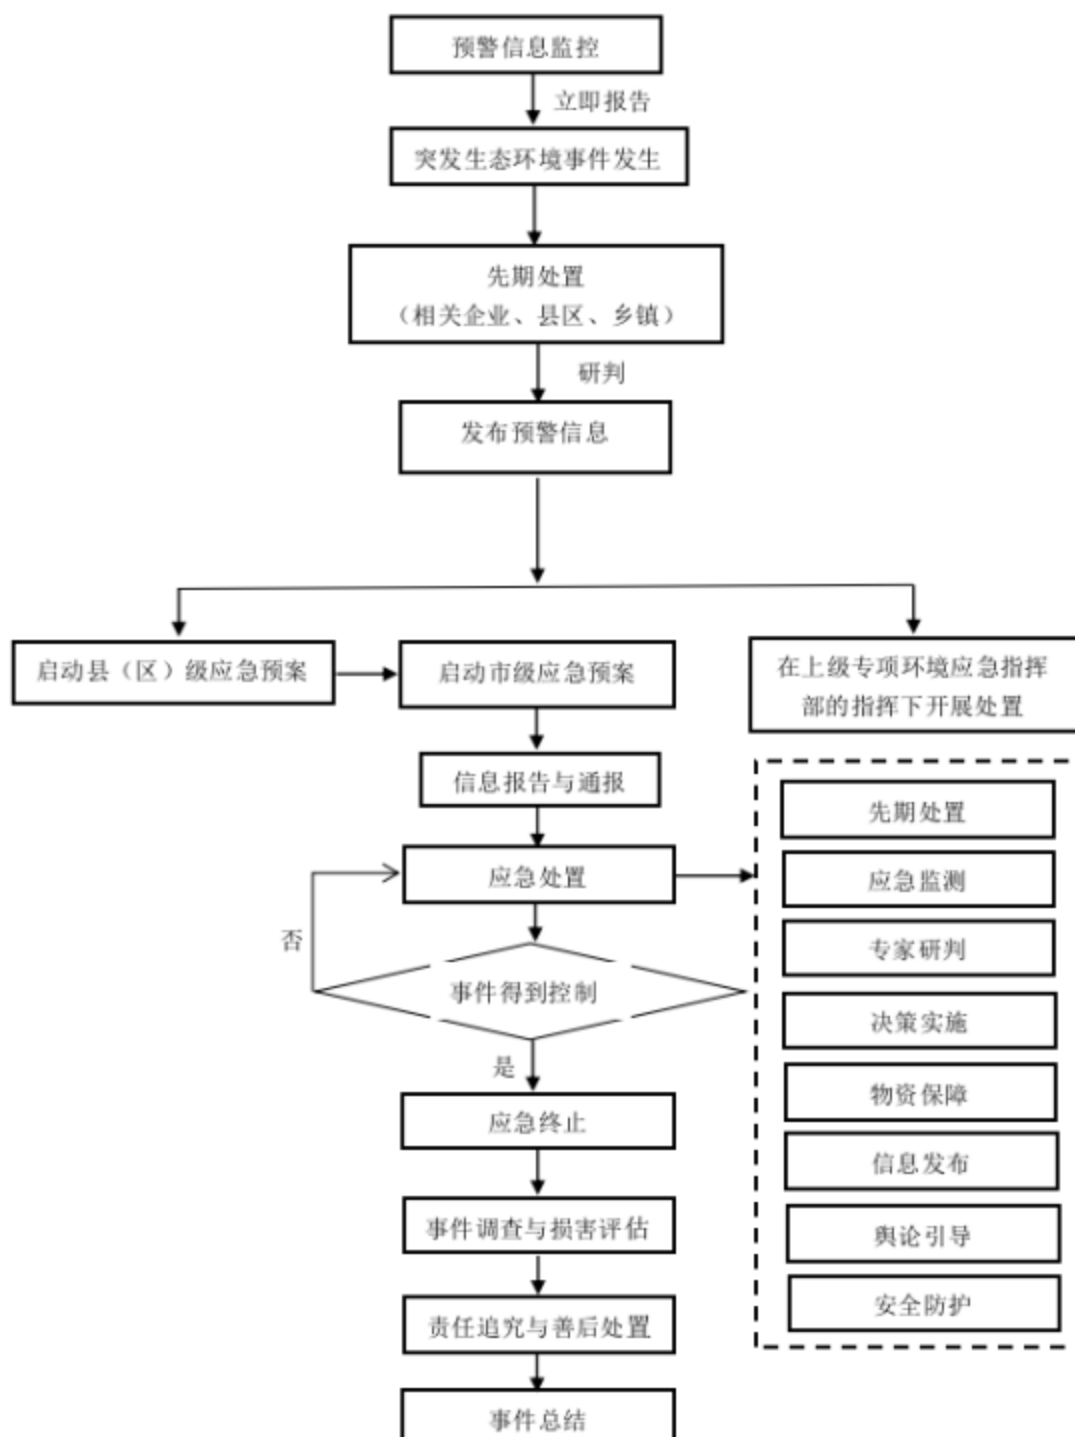 预警信息监控
立即报告
突发生态环境事件发生
先期处置
（相关企业、县区、乡镇）
研判
发布预警信息
启动县（区）级应急预案
启动市级应急预案
在上级专项环境应急指挥
部的指挥下开展处置
信息报告与通报
先期处置
应急处置
应急监测
否
专家研判
事件得到控制
决策实施
是
物资保障
应急终止
信息发布
事件调查与损害评估
舆论引导
安全防护
责任追究与善后处置
事件总结